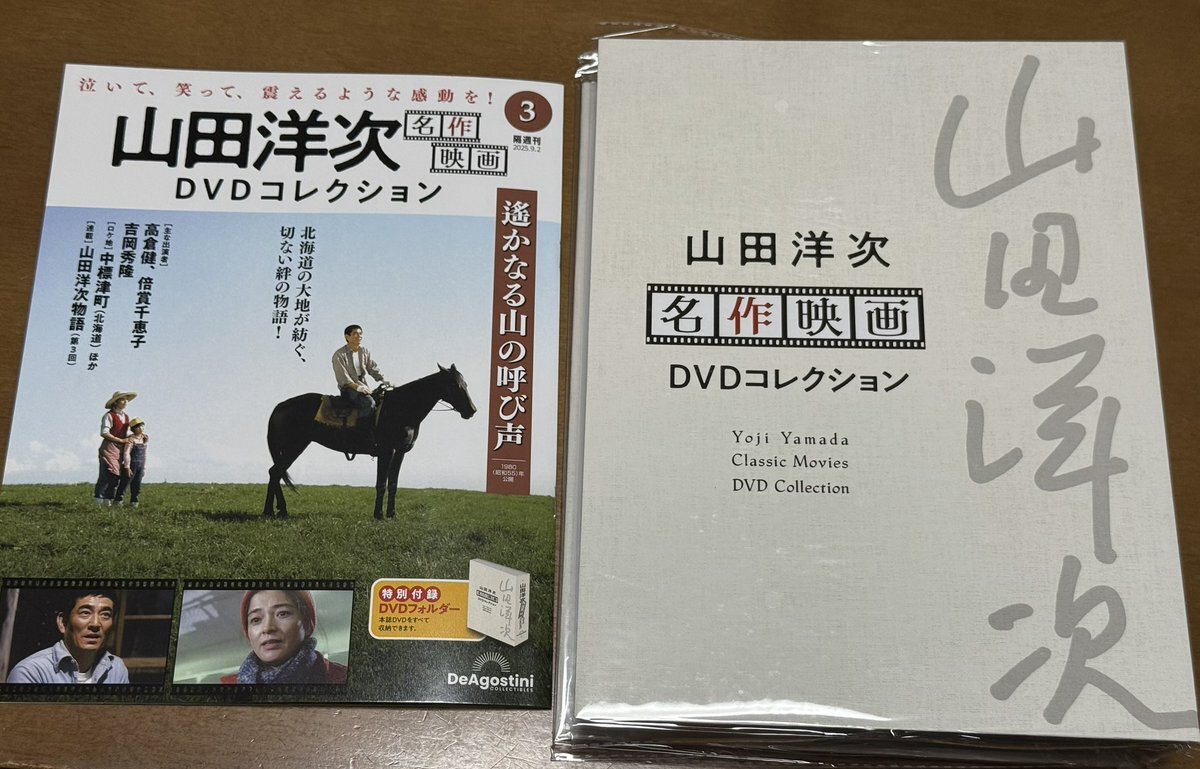 泣いて、笑って、震えるような感動を!
山田洋次
名作
映画
DVDコレクション
3
隔週刊
2025.9.2
遙かなる山の呼び声
1980
(昭和55)年
公開
北海道の大地が紡ぐ、
切ない絆の物語!
[主な出演者]
高倉健、倍賞千恵子
吉岡秀隆
[ロケ地]中標津町(北海道)ほか
[連載]山田洋次物語(第3回)
特別付録
DVDフォルダー
本誌DVDをすべて
収納できます。
山田洋次
DeAgostini
COLLECTIBLES
山田洋次
名作映画
DVDコレクション
Yoji Yamada
Classic Movies
DVD Collection
山田洋次